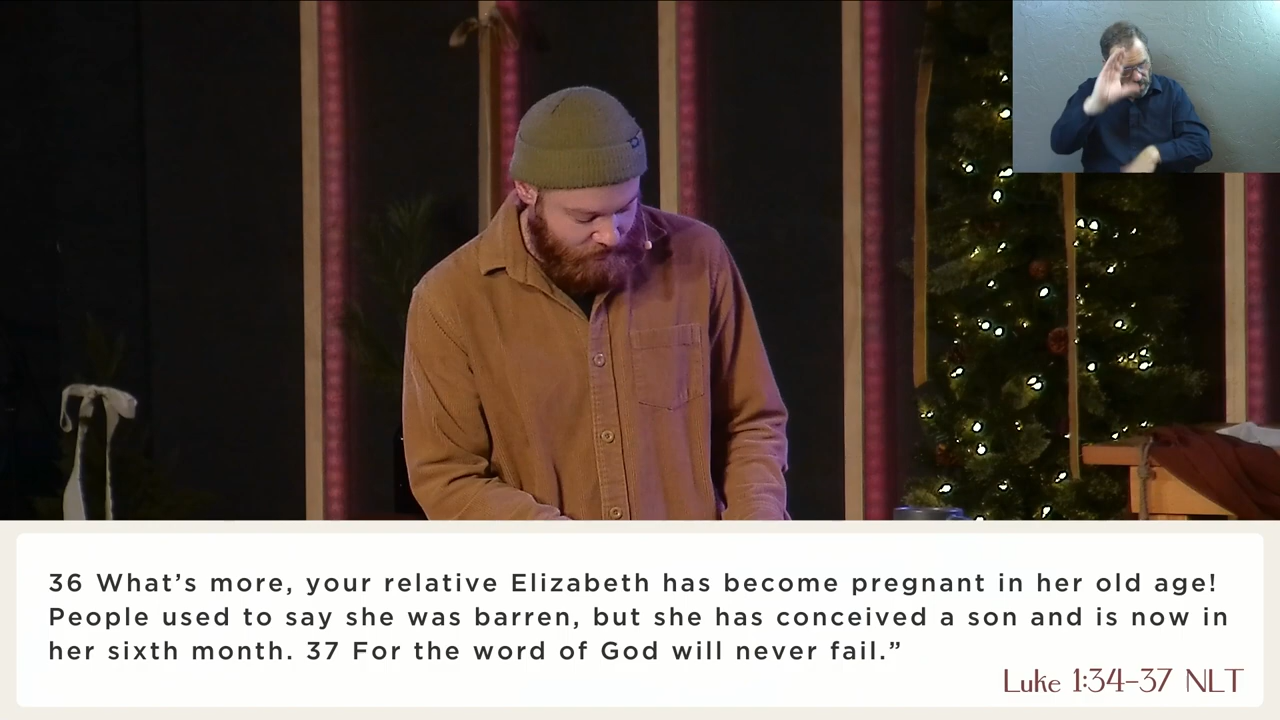 36 What’s more, your relative Elizabeth has become pregnant in her old age!
People used to say she was barren, but she has conceived a son and is now in
her sixth month. 37 For the word of God will never fail.”
Luke 1:34-37 NLT